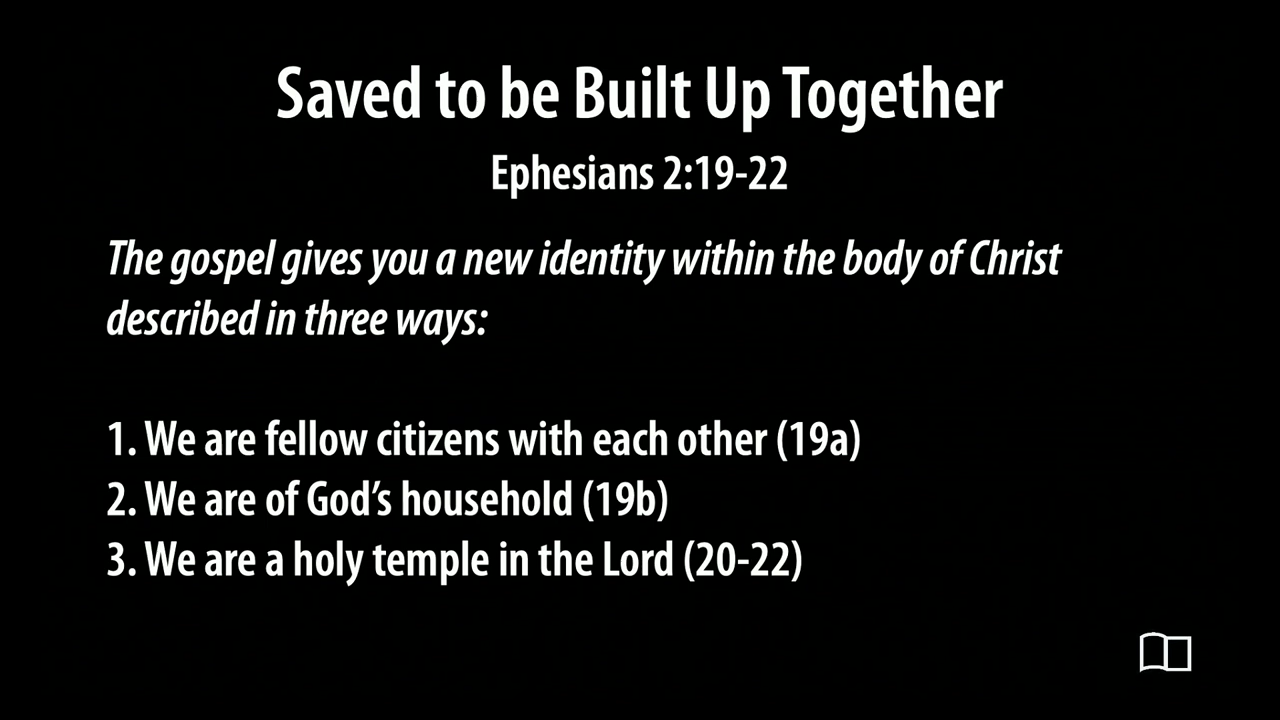 Saved to be Built Up Together
Ephesians 2:19-22
The gospel gives you a new identity within the body of Christ
described in three ways:
1. We are fellow citizens with each other (19a)
2. We are of God’s household (19b)
3. We are a holy temple in the Lord (20-22)